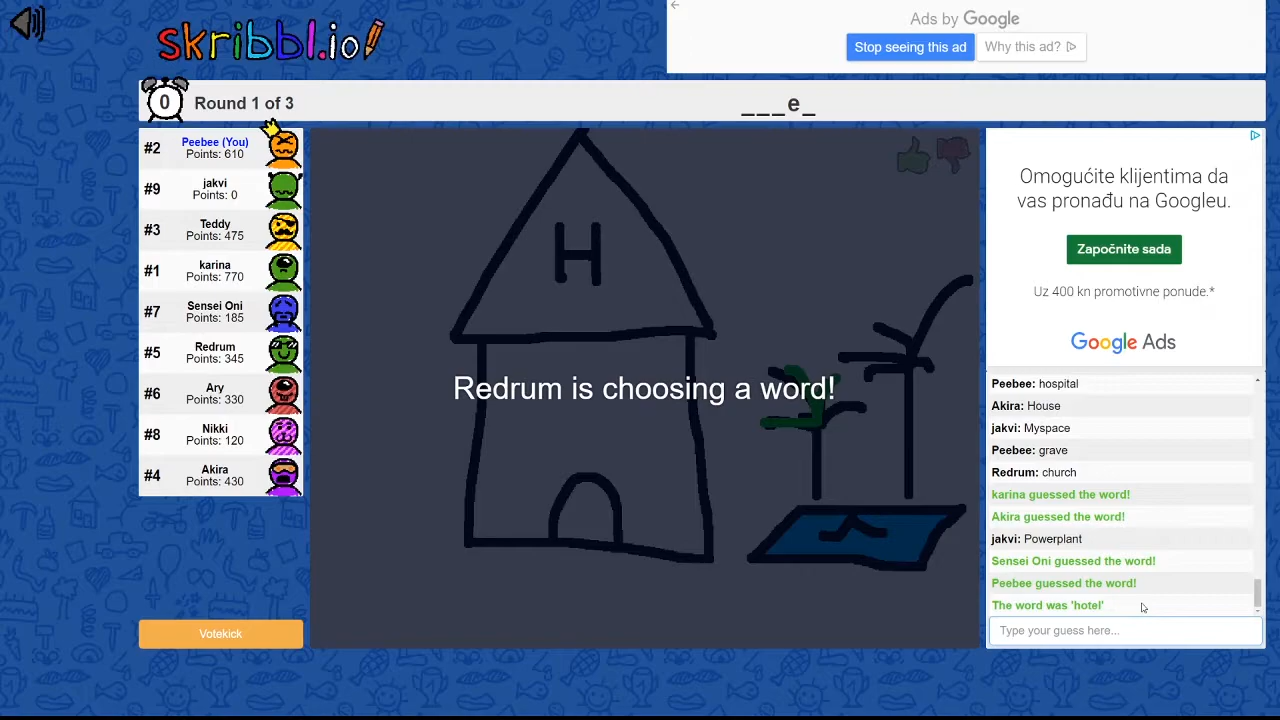 Ads by Google
skribbl.io
Stop seeing this ad
Why this ad?
0
Round 1 of 3
___e_
#2
Peebee (You)
Points: 610
#9
jakvi
Points: 0
#3
Teddy
Points: 475
#1
karina
Points: 770
#7
Sensei Oni
Points: 185
#5
Redrum
Points: 345
#6
Ary
Points: 330
#8
Nikki
Points: 120
#4
Akira
Points: 430
Votekick
H
Redrum is choosing a word!
Omogućite klijentima da
vas pronađu na Googleu.
Započnite sada
Uz 400 kn promotivne ponude.*
Google Ads
Peebee: hospital
Akira: House
jakvi: Myspace
Peebee: grave
Redrum: church
karina guessed the word!
Akira guessed the word!
jakvi: Powerplant
Sensei Oni guessed the word!
Peebee guessed the word!
The word was 'hotel'
Type your guess here...